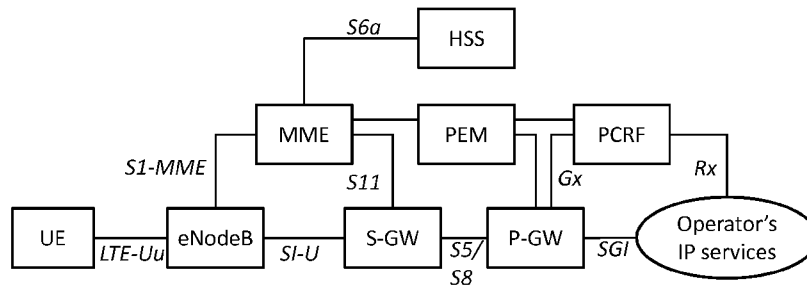 S6a
HSS
MME
PEM
PCRF
S1-MME
S11
Gx
Rx
UE
LTE-Uu
eNodeB
SI-U
S-GW
S5/
S8
P-GW
SGI
Operator's
IP services